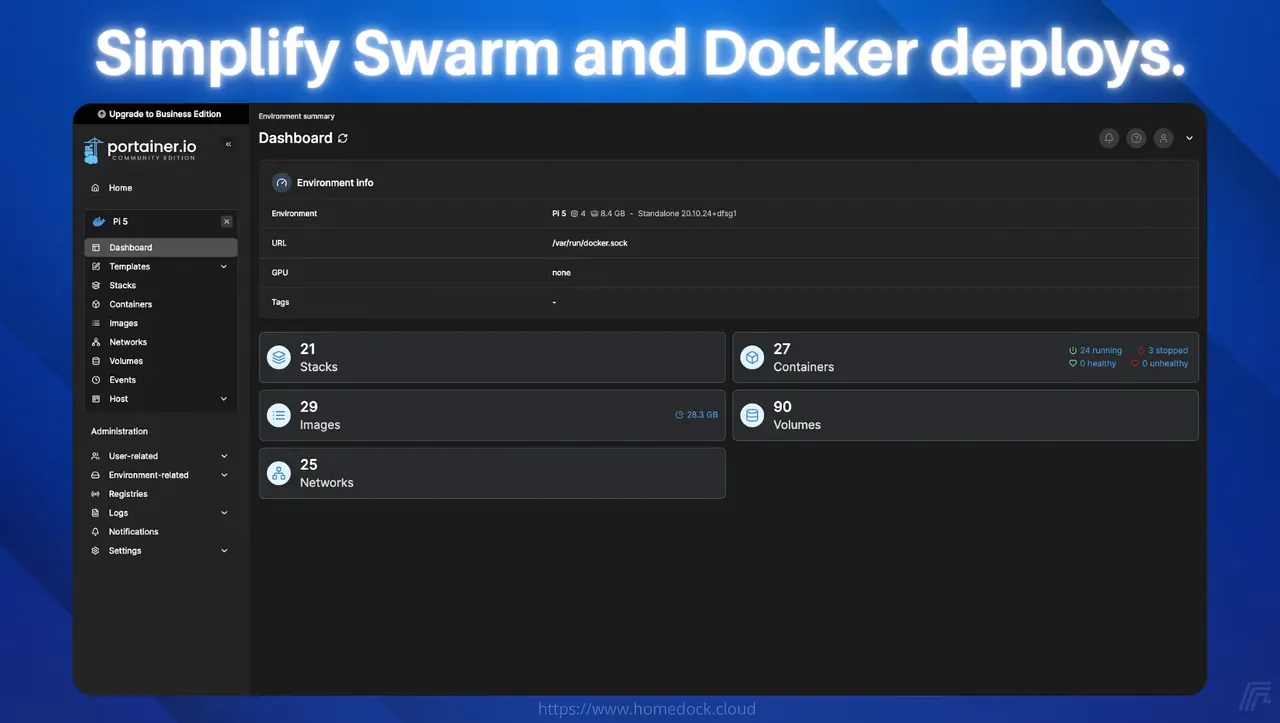 Simplify Swarm and Docker deploys.
Upgrade to Business Edition
portainer.io
COMMUNITY EDITION
Home
Pi 5
Dashboard
Templates
Stacks
Containers
Images
Networks
Volumes
Events
Host
Administration
User-related
Environment-related
Registries
Logs
Notifications
Settings
Environment summary
Dashboard
Environment info
Environment Pi 5 4 8.4 GB - Standalone 20.10.24+dfsg1
URL /var/run/docker.sock
GPU none
Tags -
21
Stacks
27
Containers
24 running 3 stopped
0 healthy 0 unhealthy
29
Images
28.3 GB
90
Volumes
25
Networks
https://www.homedock.cloud